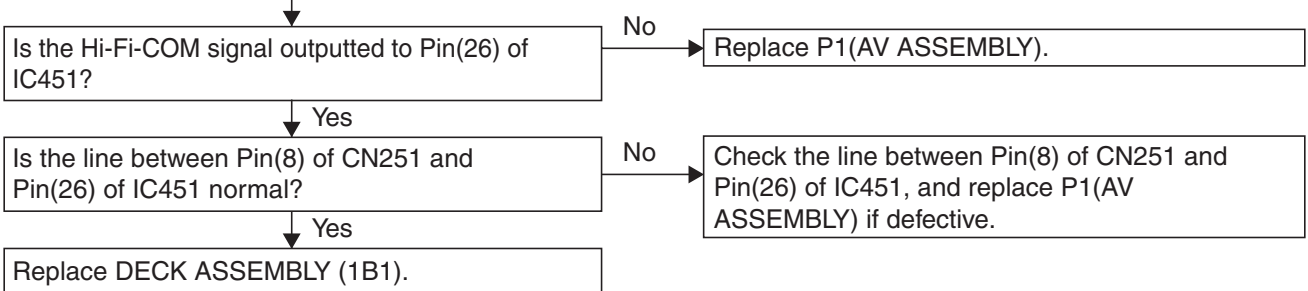 Is the Hi-Fi-COM signal outputted to Pin(26) of
IC451?
No
Replace P1(AV ASSEMBLY).
Yes
Is the line between Pin(8) of CN251 and
Pin(26) of IC451 normal?
No
Check the line between Pin(8) of CN251 and
Pin(26) of IC451, and replace P1(AV
ASSEMBLY) if defective.
Yes
Replace DECK ASSEMBLY (1B1).